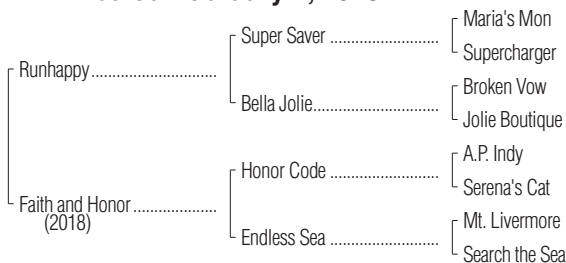 Maria's Mon
Super Saver ................................
Supercharger
Runhappy .....................................
Broken Vow
Bella Jolie .....................................
Jolie Boutique
A.P. Indy
Honor Code ................................
Serena's Cat
Faith and Honor .........................
(2018)
Mt. Livermore
Endless Sea ................................
Search the Sea